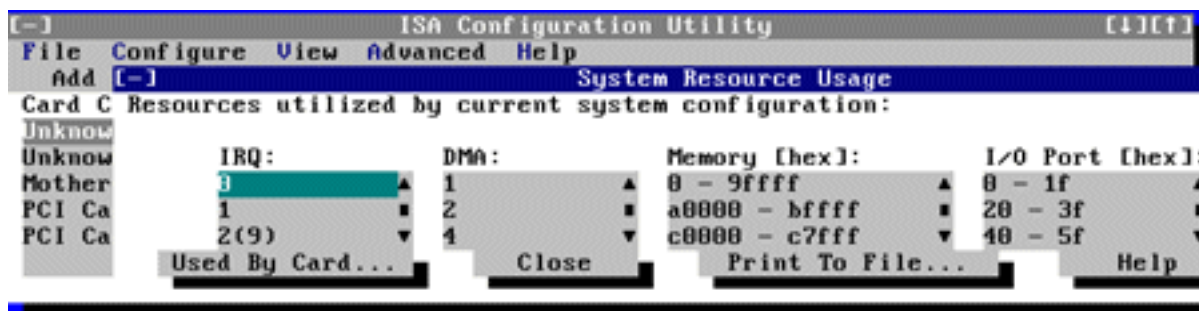 [-] ISA Configuration Utility [↓][↑]
File Configure View Advanced Help
Add [-] System Resource Usage
Card C Resources utilized by current system configuration:
Unknow
Unknow IRQ: DMA: Memory [hex]: I/O Port [hex]:
Mother 0 ▲ 1 ▲ 0 - 9ffff ▲ 0 - 1f
PCI Ca 1 ■ 2 ■ a0000 - bffff ■ 20 - 3f
PCI Ca 2(9) ▼ 4 ▼ c0000 - c7fff ▼ 40 - 5f
Used By Card... Close Print To File... Help